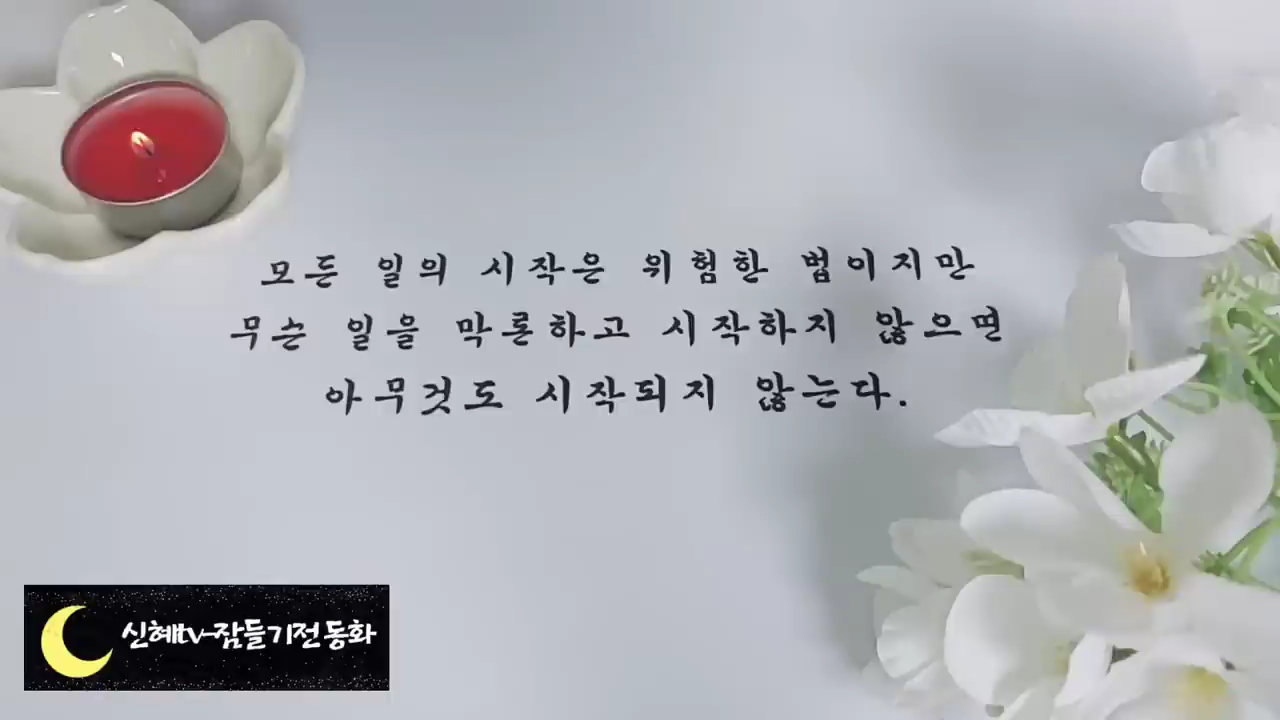 모든 일의 시작은 위험한 법이지만
무슨 일을 막론하고 시작하지 않으면
아무것도 시작되지 않는다.
신혜tv-잠들기전 동화